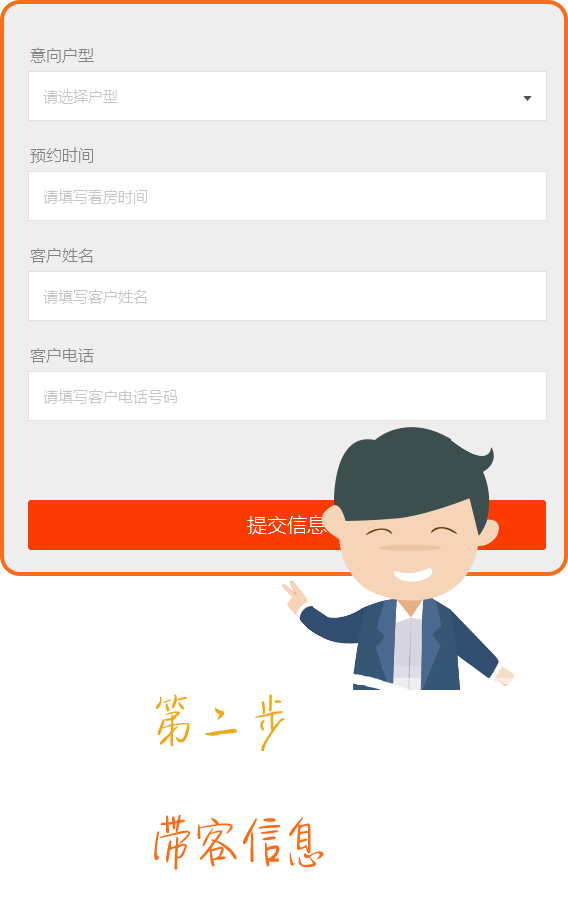 意向户型
请选择户型
预约时间
请填写看房时间
客户姓名
请填写客户姓名
客户电话
请填写客户电话号码
提交信息
第二步
带客信息